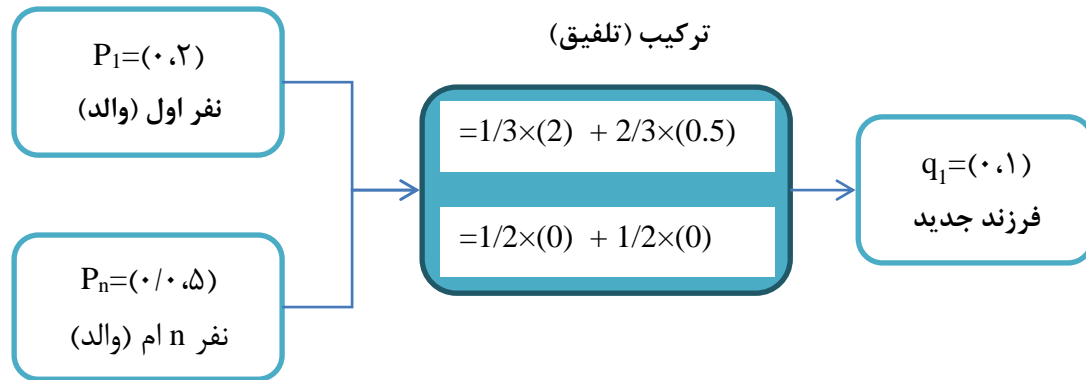 ترکیب (تلفیق)
P₁=(۰،۲)
نفر اول (والد)
=1/3×(2) + 2/3×(0.5)
=1/2×(0) + 1/2×(0)
q₁=(۰،۱)
فرزند جدید
Pₙ=(۰/۰،۵)
نفر n ام (والد)